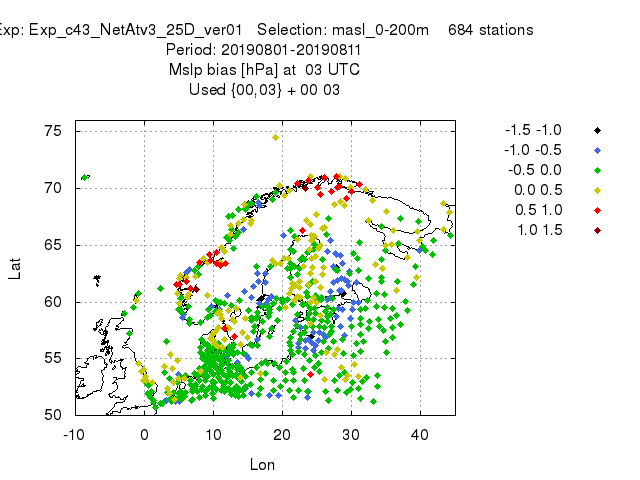 Exp: Exp_c43_NetAtv3_25D_ver01 Selection: masl_0-200m 684 stations
Period: 20190801-20190811
Mslp bias [hPa] at 03 UTC
Used {00,03} + 00 03
-1.5 -1.0
-1.0 -0.5
-0.5 0.0
0.0 0.5
0.5 1.0
1.0 1.5
75
70
65
60
55
50
Lat
-10 0 10 20 30 40
Lon